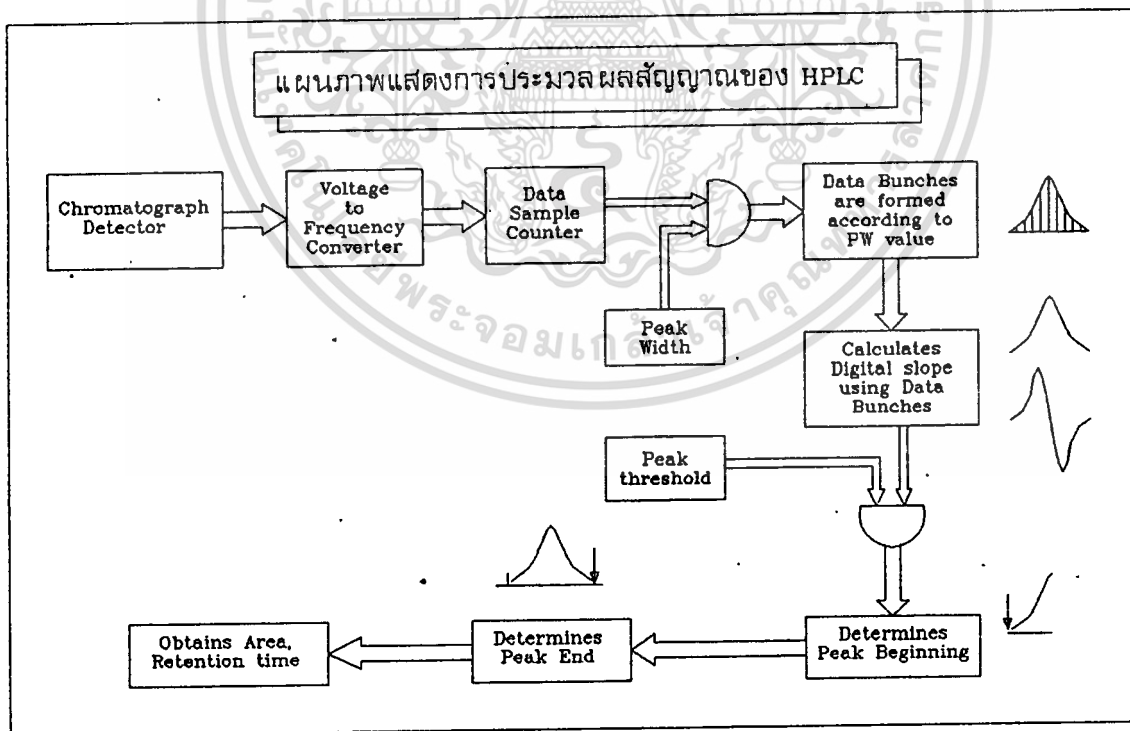 แผนภาพแสดงการประมวลผลสัญญาณของ HPLC
Chromatograph
Detector
Voltage
to
Frequency
Converter
Data
Sample
Counter
Data Bunches
are formed
according to
PW value
Peak
Width
Calculates
Digital slope
using Data
Bunches
Peak
threshold
Determines
Peak Beginning
Determines
Peak End
Obtains Area,
Retention time